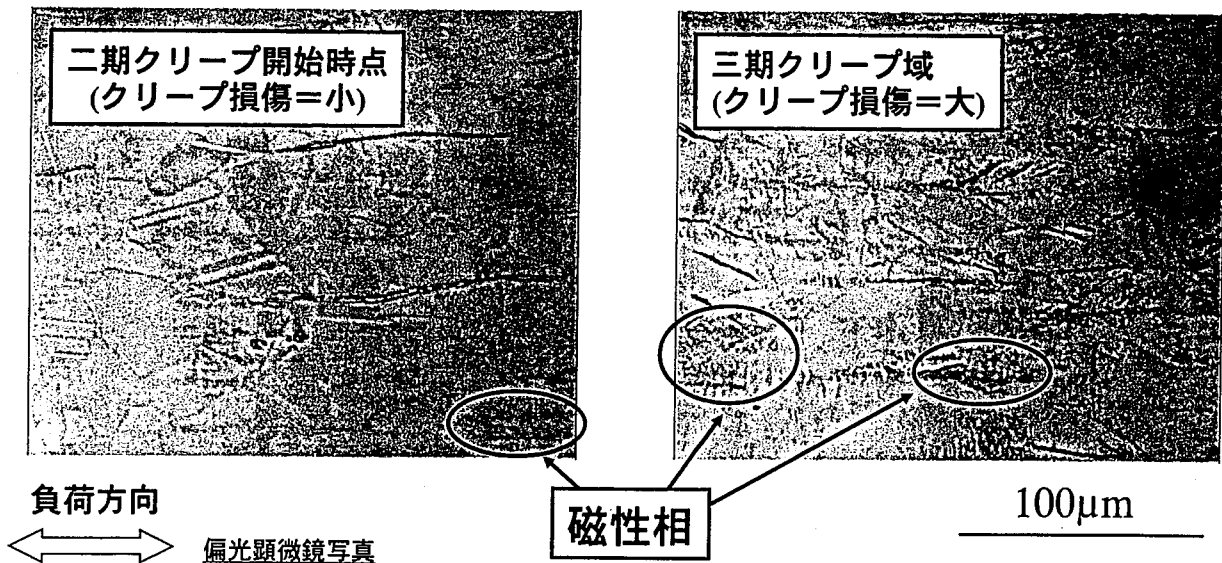 二期クリープ開始時点
(クリープ損傷＝小)
三期クリープ域
(クリープ損傷＝大)
負荷方向
偏光顕微鏡写真
磁性相
100μm